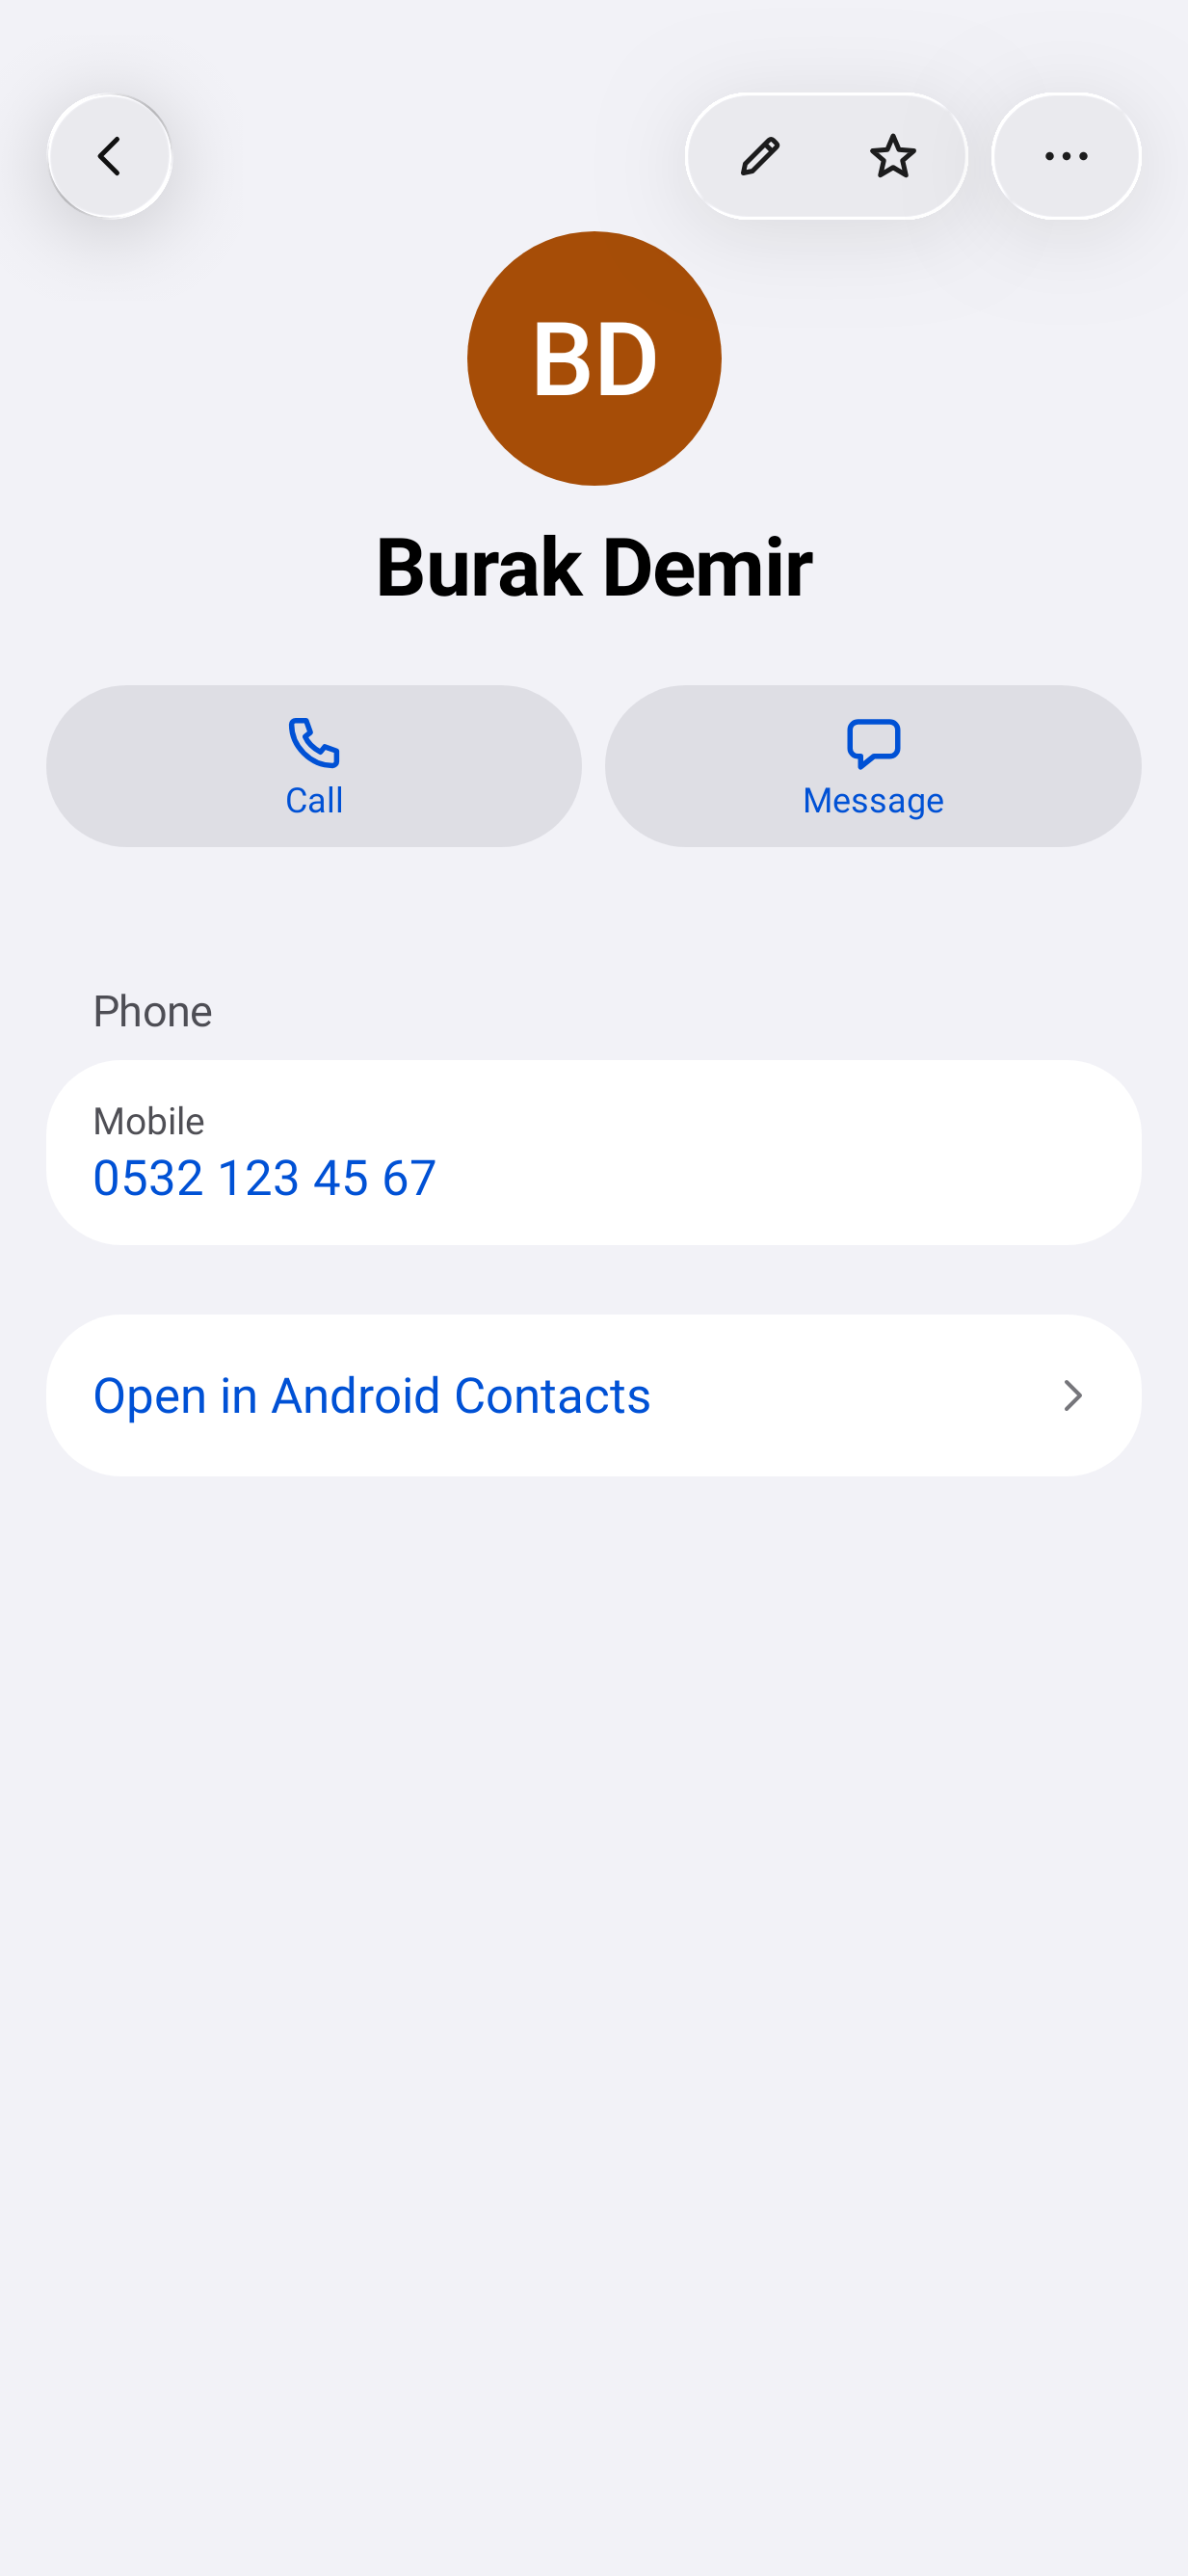 BD
Burak Demir
Call
Message
Phone
Mobile
0532 123 45 67
Open in Android Contacts